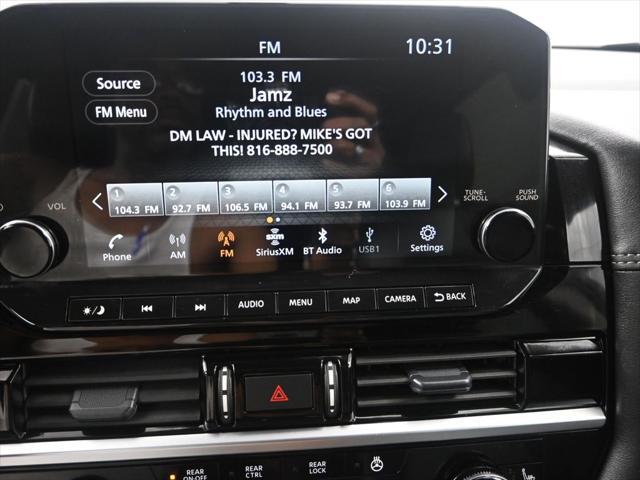 FM 10:31
Source
103.3 FM
Jamz
FM Menu
Rhythm and Blues
DM LAW - INJURED? MIKE'S GOT
THIS! 816-888-7500
1 2 3 4 5 6
104.3 FM 92.7 FM 106.5 FM 94.1 FM 93.7 FM 103.9 FM
VOL
TUNE-
SCROLL
PUSH
SOUND
sxm
Phone AM FM SiriusXM BT Audio USB1 Settings
AUDIO MENU MAP CAMERA BACK
REAR
ON-OFF
REAR
CTRL
REAR
LOCK